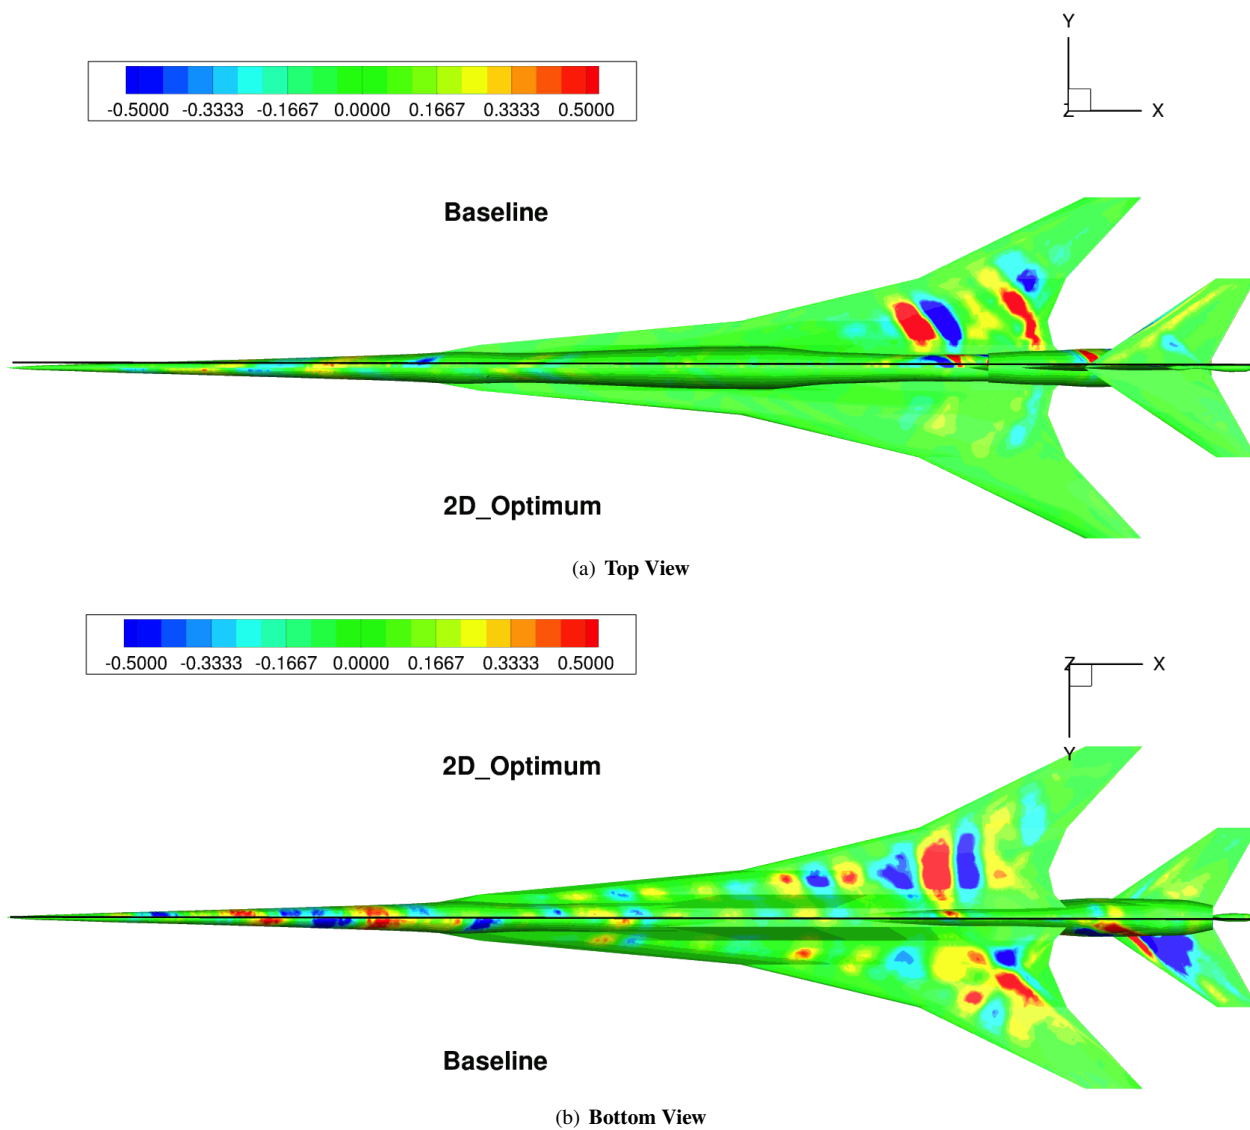 Y
-0.5000 -0.3333 -0.1667 0.0000 0.1667 0.3333 0.5000
Z X
Baseline
2D_Optimum
(a) Top View
-0.5000 -0.3333 -0.1667 0.0000 0.1667 0.3333 0.5000
Z X
Y
2D_Optimum
Baseline
(b) Bottom View